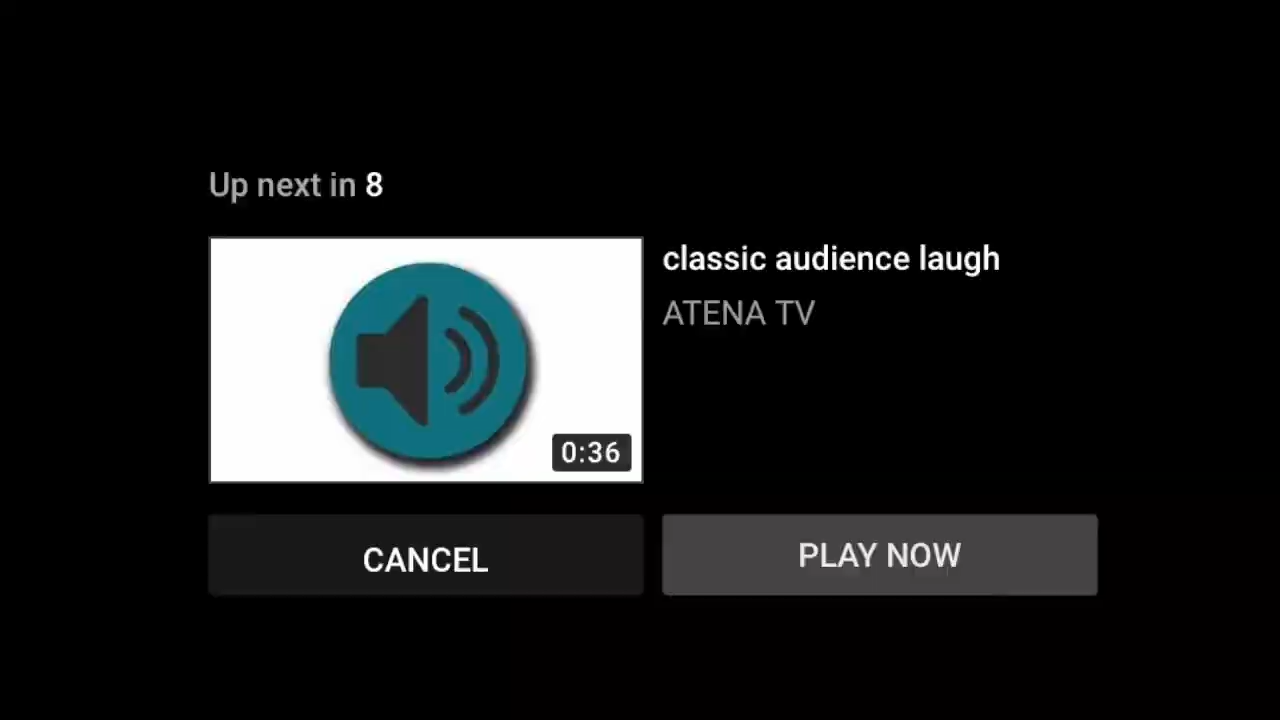 Up next in 8
classic audience laugh
ATENA TV
0:36
CANCEL
PLAY NOW